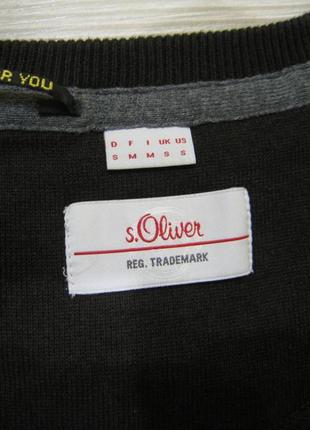 R YOU
D F I UK US
S M M S S
s.Oliver
REG. TRADEMARK